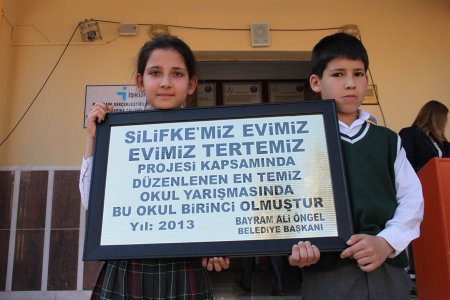 İŞKUR
SİLİFKE'MİZ EVİMİZ
EVİMİZ TERTEMİZ
PROJESİ KAPSAMINDA
DÜZENLENEN EN TEMİZ
OKUL YARIŞMASINDA
BU OKUL BİRİNCİ OLMUŞTUR
Yıl: 2013
BAYRAM ALİ ÖNGEL
BELEDİYE BAŞKANI